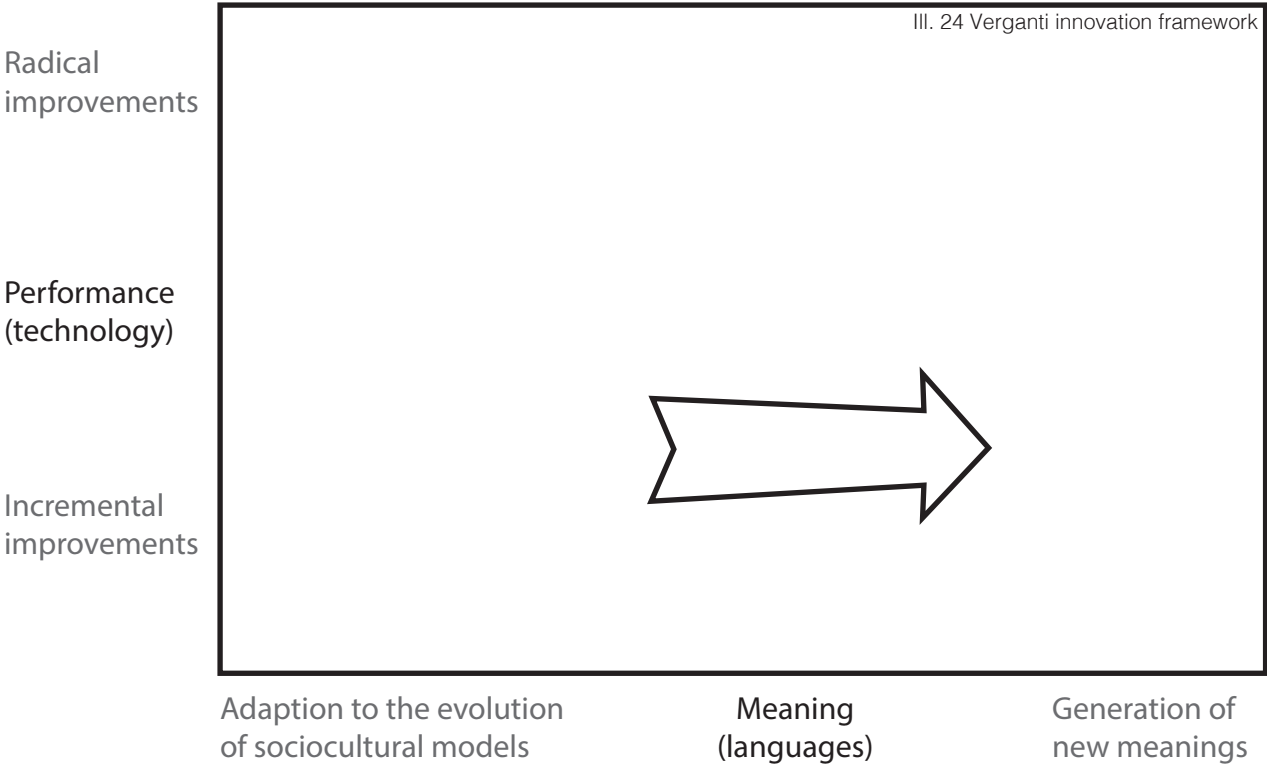 Ill. 24 Verganti innovation framework
Radical
improvements
Performance
(technology)
Incremental
improvements
Adaption to the evolution
of sociocultural models
Meaning
(languages)
Generation of
new meanings